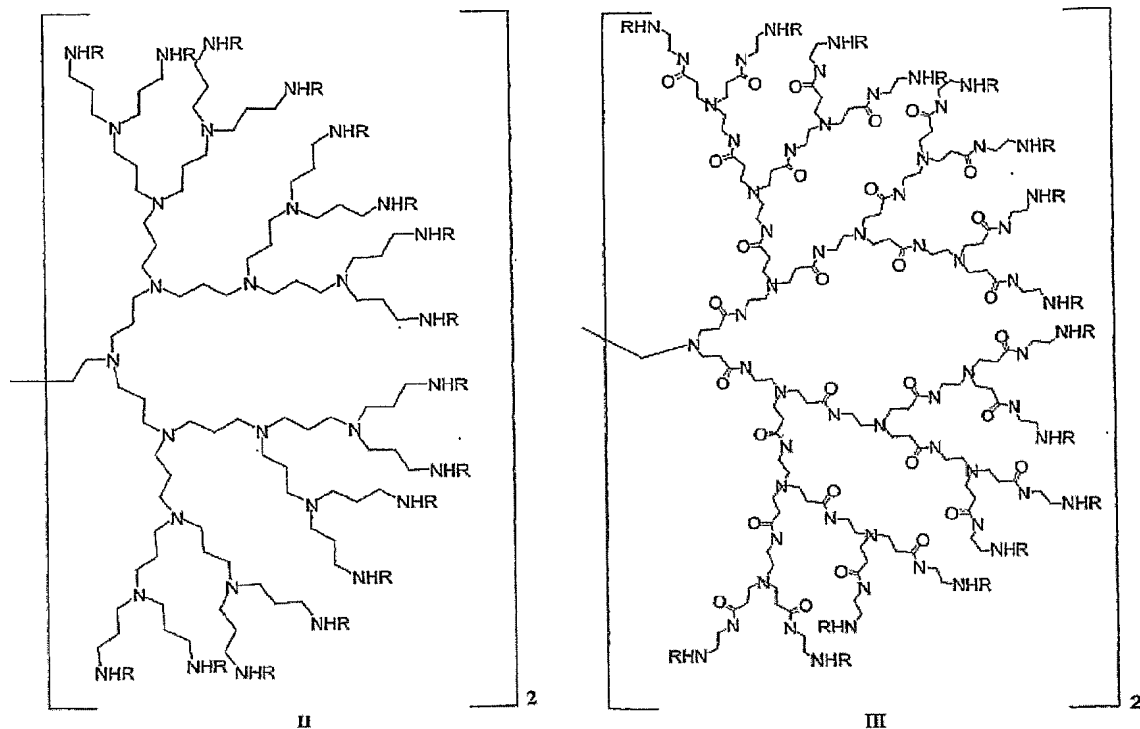 NHR NHR NHR
NHR
N N
NHR
N N NHR
NHR
N N N
NHR
N
NHR
N N N
NHR
N NHR
N
NHR
N N
NHR
NHR NHR NHR
2
II
RHN NHR
NHR
N N N
O O O O N NHR NHR
N N O
N N N NHR
O O O O
N N N N NHR
O O O O
N N N N N N
O O O O N
N O N NHR
N O O NHR
N N N N
O N O O N
O N N N NHR
N N N O
O N N N NHR
N O O N
O N N O NHR
N O N NHR
O N O N
N N RHN
RHN NHR
2
III